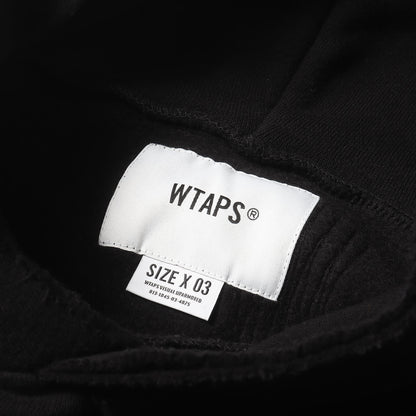 WTAPS®
SIZE X 03
WTAPS VISUAL UPARMORED